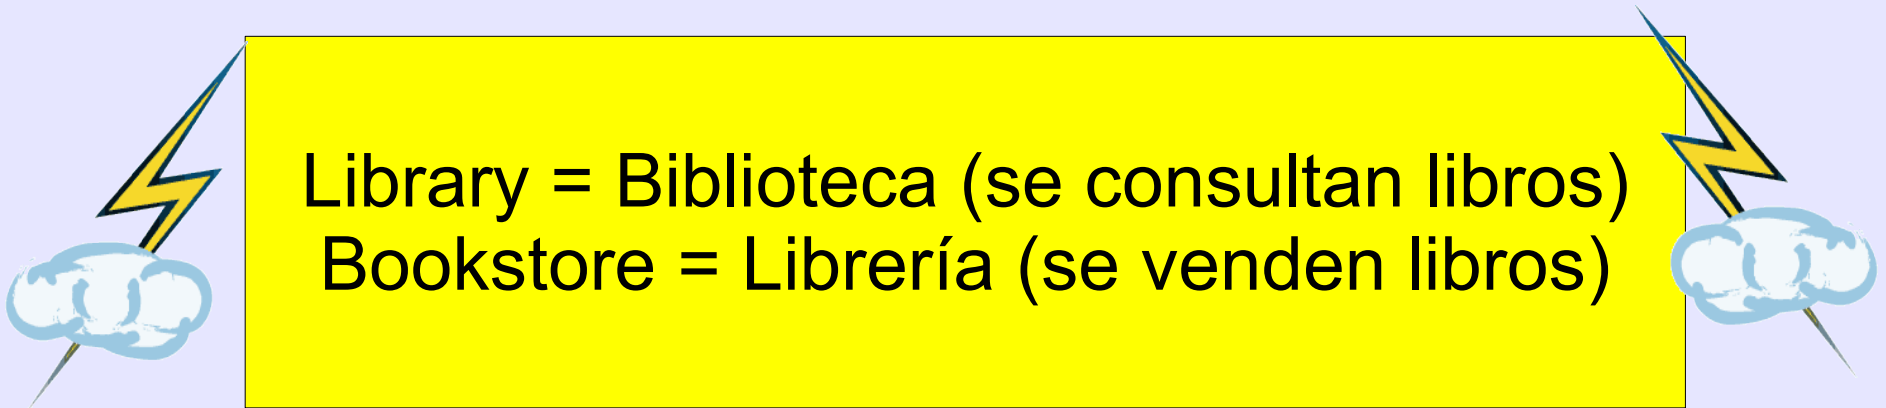 Library = Biblioteca (se consultan libros)
Bookstore = Librería (se venden libros)